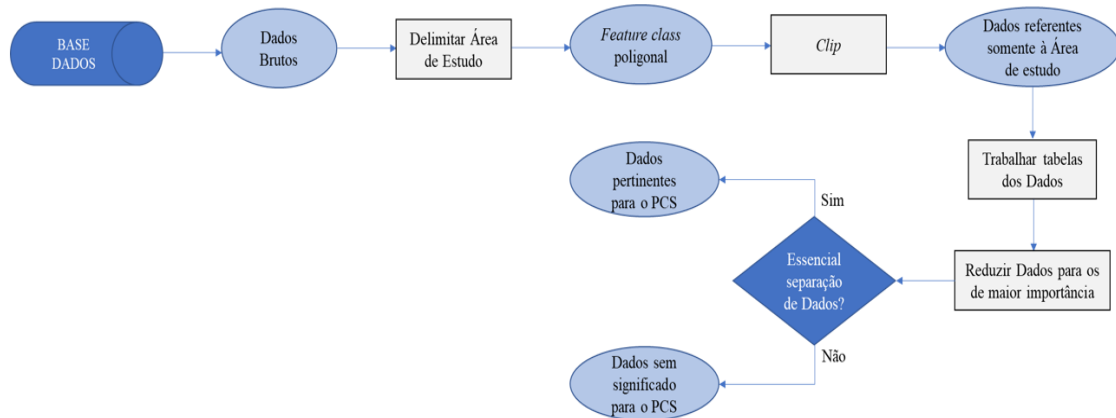 BASE
DADOS
Dados
Brutos
Delimitar Área
de Estudo
Feature class
poligonal
Clip
Dados referentes
somente à Área
de estudo
Trabalhar tabelas
dos Dados
Reduzir Dados para os
de maior importância
Essencial
separação
de Dados?
Sim
Dados
pertinentes
para o PCS
Não
Dados sem
significado
para o PCS